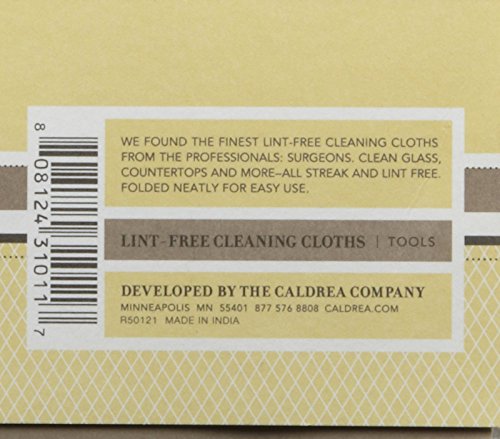 WE FOUND THE FINEST LINT-FREE CLEANING CLOTHS
FROM THE PROFESSIONALS: SURGEONS. CLEAN GLASS,
COUNTERTOPS AND MORE–ALL STREAK AND LINT FREE.
FOLDED NEATLY FOR EASY USE.
LINT-FREE CLEANING CLOTHS | TOOLS
DEVELOPED BY THE CALDREA COMPANY
MINNEAPOLIS MN 55401 877 576 8808 CALDREA.COM
R50121 MADE IN INDIA
8 08124 31011 7